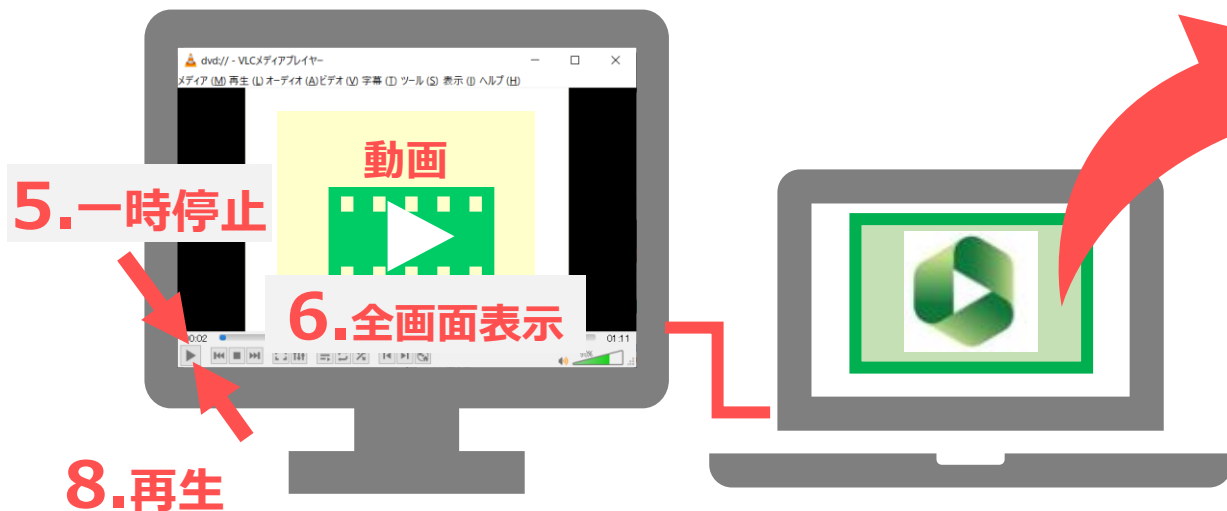 dvd:// - VLCメディアプレイヤー
メディア (M) 再生 (L) オーディオ (A) ビデオ (V) 字幕 (T) ツール (S) 表示 (I) ヘルプ (H)
動画
5.一時停止
6.全画面表示
00:02
01:11
8.再生